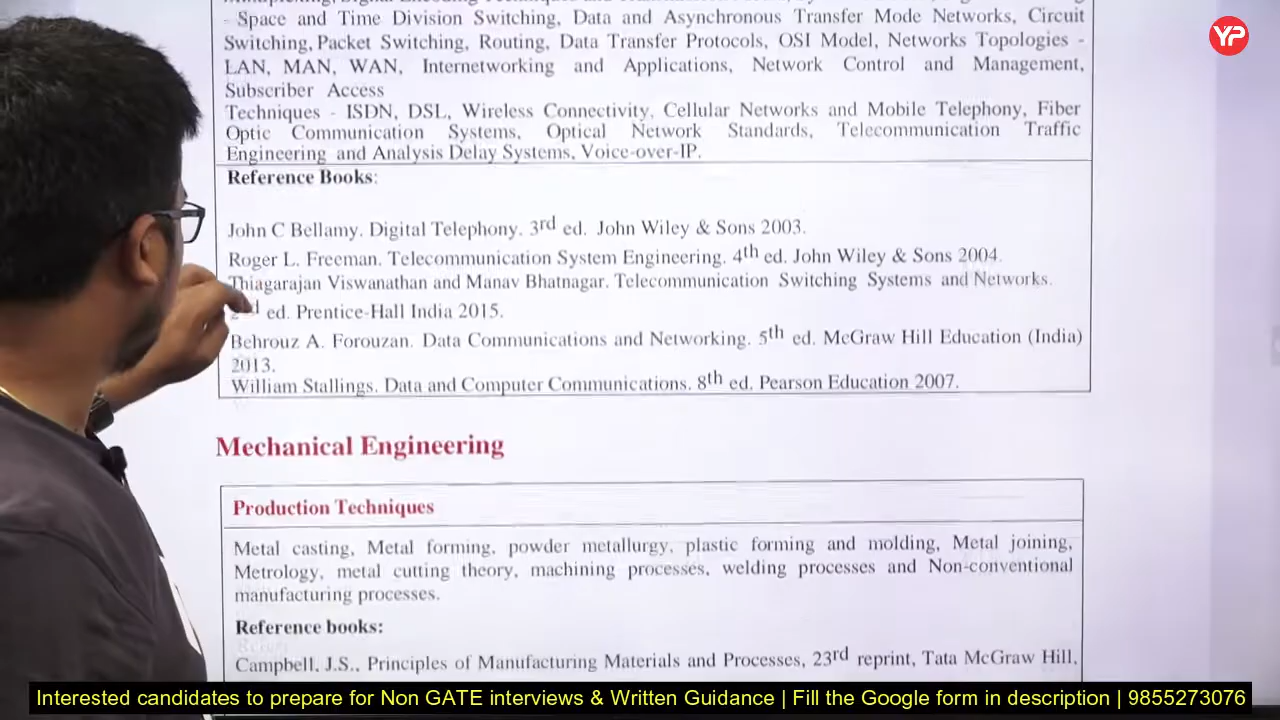 - Space and Time Division Switching, Data and Asynchronous Transfer Mode Networks, Circuit
YP
Switching, Packet Switching, Routing, Data Transfer Protocols, OSI Model, Networks Topologies -
LAN, MAN, WAN, Internetworking and Applications, Network Control and Management,
Subscriber Access
Techniques - ISDN, DSL, Wireless Connectivity, Cellular Networks and Mobile Telephony, Fiber
Optic Communication Systems, Optical Network Standards, Telecommunication Traffic
Engineering and Analysis Delay Systems, Voice-over-IP.
Reference Books:
John C Bellamy. Digital Telephony. 3rd ed. John Wiley & Sons 2003.
Roger L. Freeman. Telecommunication System Engineering. 4th ed. John Wiley & Sons 2004.
Thiagarajan Viswanathan and Manav Bhatnagar. Telecommunication Switching Systems and Networks.
ed. Prentice-Hall India 2015.
Behrouz A. Forouzan. Data Communications and Networking. 5th ed. McGraw Hill Education (India)
2013.
William Stallings. Data and Computer Communications. 8th ed. Pearson Education 2007.
Mechanical Engineering
Production Techniques
Metal casting, Metal forming, powder metallurgy, plastic forming and molding, Metal joining,
Metrology, metal cutting theory, machining processes, welding processes and Non-conventional
manufacturing processes.
Reference books:
Campbell, J.S., Principles of Manufacturing Materials and Processes, 23rd reprint, Tata McGraw Hill,
Interested candidates to prepare for Non GATE interviews & Written Guidance | Fill the Google form in description | 9855273076